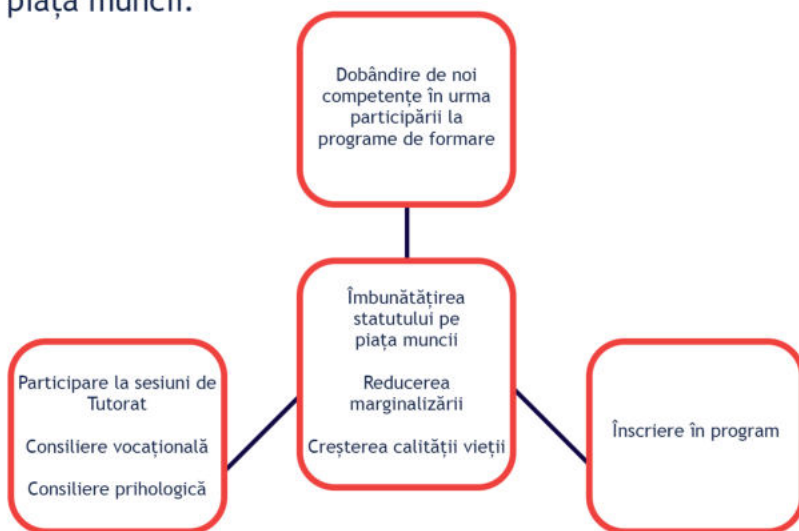 piața muncii.
Dobândire de noi
competențe în urma
participării la
programe de formare
Îmbunătățirea
statutului pe
piața muncii
Reducerea
marginalizării
Creșterea calității vieții
Participare la sesiuni de
Tutorat
Consiliere vocațională
Consiliere prihologică
Înscriere în program